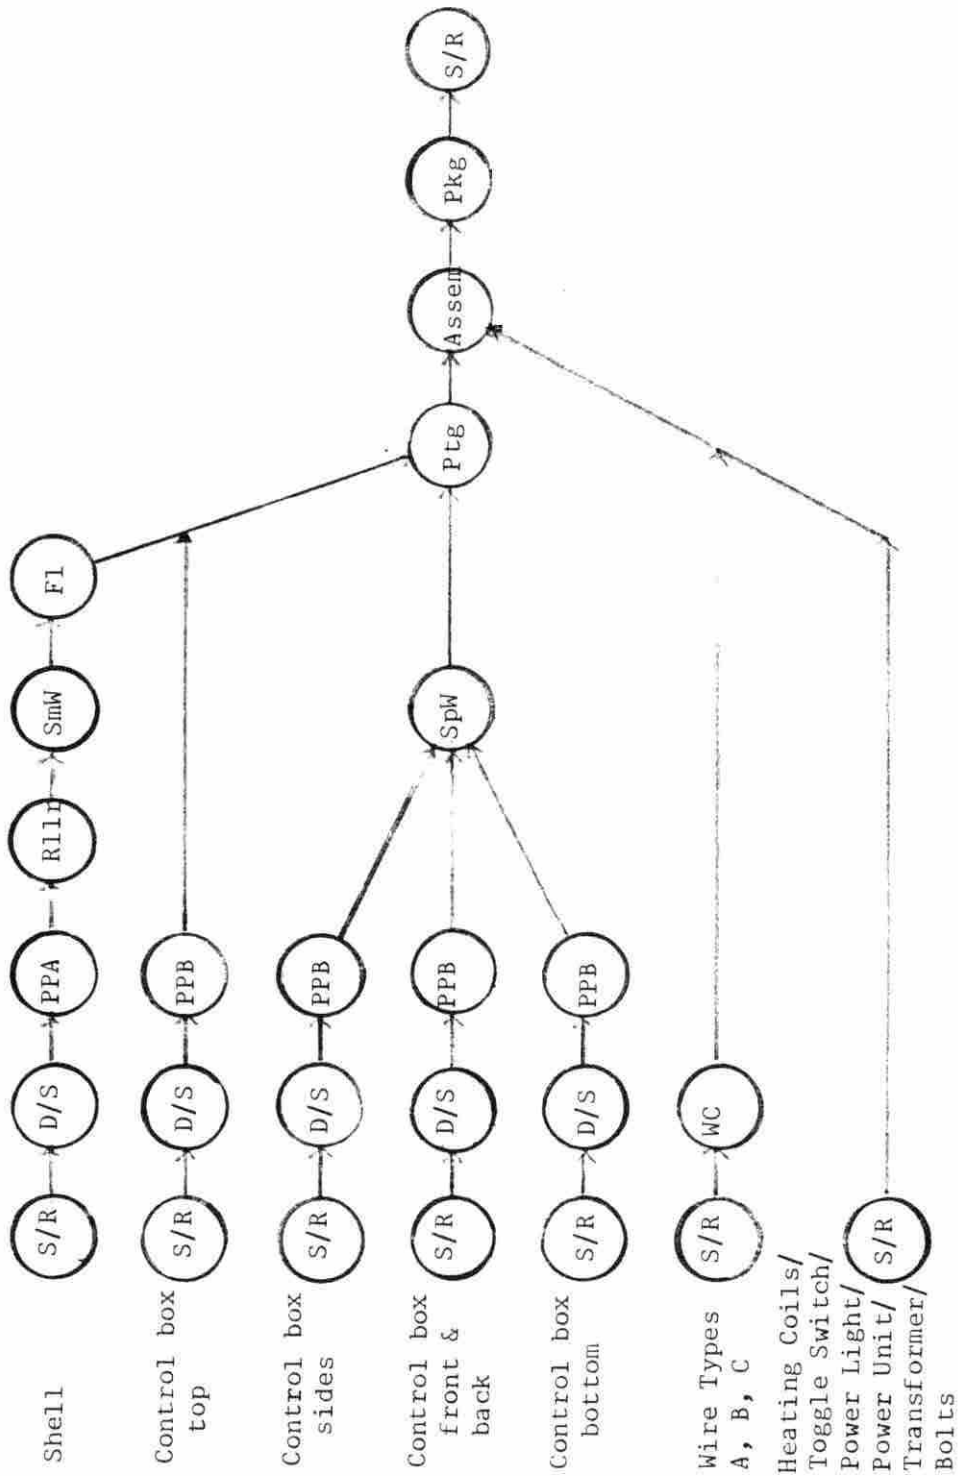 Shell
S/R
D/S
PPA
Rllr
SmW
Fl
Control box
top
S/R
D/S
PPB
Control box
sides
S/R
D/S
PPB
Control box
front &
back
S/R
D/S
PPB
SpW
Ptg
Assem
Pkg
S/R
Control box
bottom
S/R
D/S
PPB
Wire Types
A, B, C
S/R
WC
Heating Coils/
Toggle Switch/
Power Light/
Power Unit/
Transformer/
Bolts
S/R